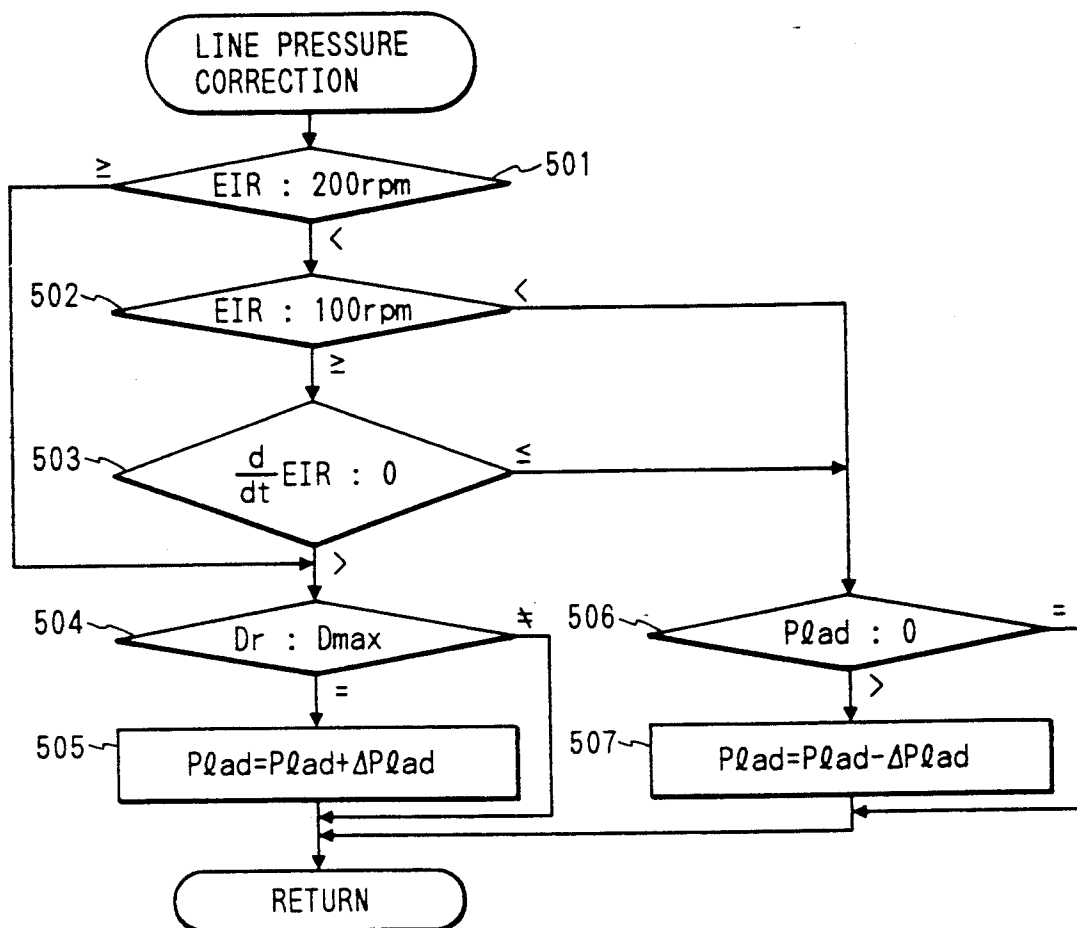 LINE PRESSURE
CORRECTION
≥
EIR : 200rpm
501
<
502
EIR : 100rpm
<
≥
503
d
dt
EIR : 0
≤
>
504
Dr : Dmax
≠
506
Pℓad : 0
=
=
>
505
Pℓad=Pℓad+ΔPℓad
507
Pℓad=Pℓad-ΔPℓad
RETURN